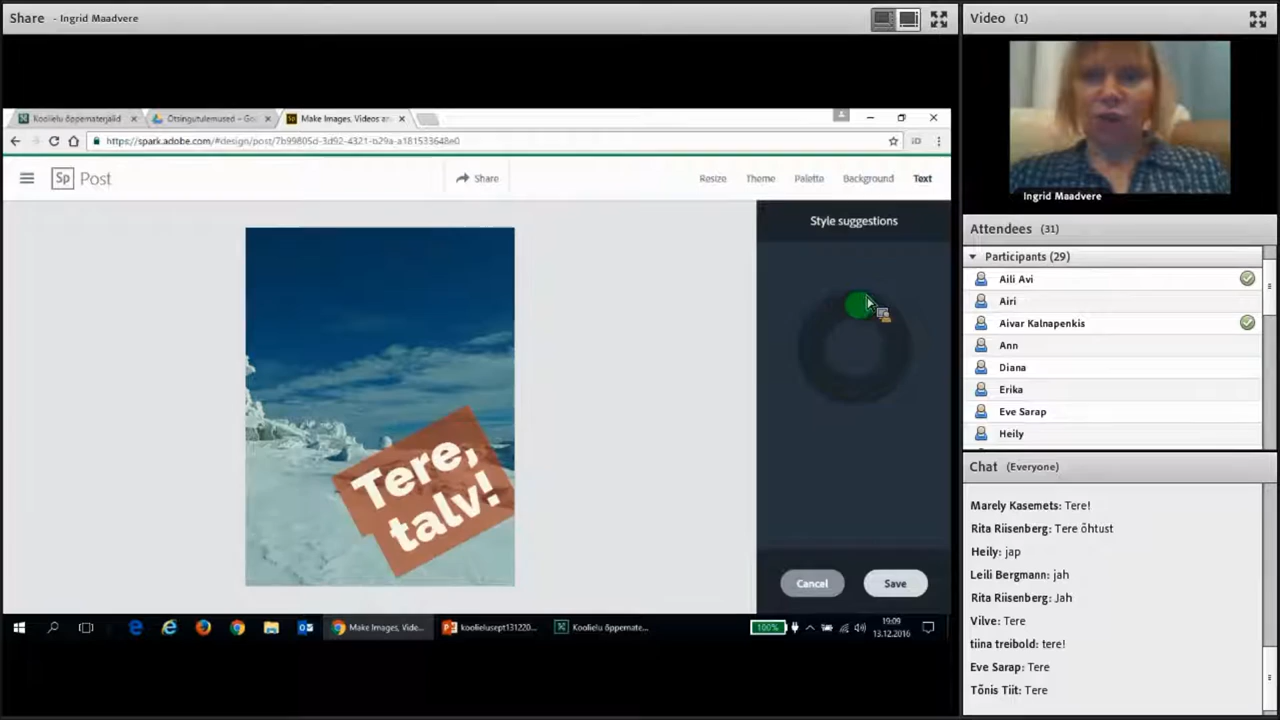 Share - Ingrid Maadvere
Video (1)
Koolielu õppematerjalid
Otsingutulemused – Goo
Make Images, Videos an
https://spark.adobe.com/#design/post/7b99805d-3d92-4321-b29a-a181533648e0
Sp Post
Share
Resize Theme Palette Background Text
Style suggestions
Tere,
talv!
Cancel Save
Make Images, Vide...
koolielusept131220...
Koolielu õppemate...
100%
19:09
13.12.2016
Ingrid Maadvere
Attendees (31)
Participants (29)
Aili Avi
Airi
Aivar Kalnapenkis
Ann
Diana
Erika
Eve Sarap
Heily
Chat (Everyone)
Marely Kasemets: Tere!
Rita Riisenberg: Tere õhtust
Heily: jap
Leili Bergmann: jah
Rita Riisenberg: Jah
Vilve: Tere
tiina treibold: tere!
Eve Sarap: Tere
Tõnis Tiit: Tere